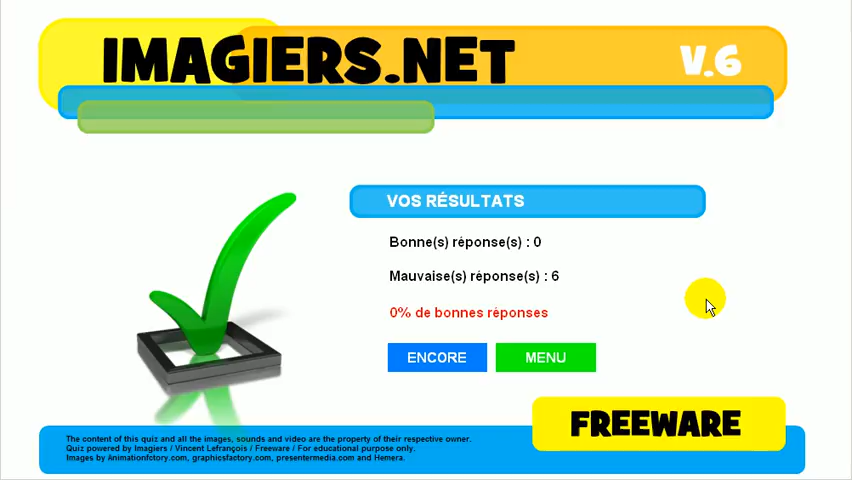 IMAGIERS.NET
V.6
VOS RÉSULTATS
Bonne(s) réponse(s) : 0
Mauvaise(s) réponse(s) : 6
0% de bonnes réponses
ENCORE
MENU
FREEWARE
The content of this quiz and all the images, sounds and video are the property of their respective owner.
Quiz powered by Imagiers / Vincent Lefrançois / Freeware / For educational purpose only.
Images by Animationfctory.com, graphicsfactory.com, presentermedia.com and Hemera.